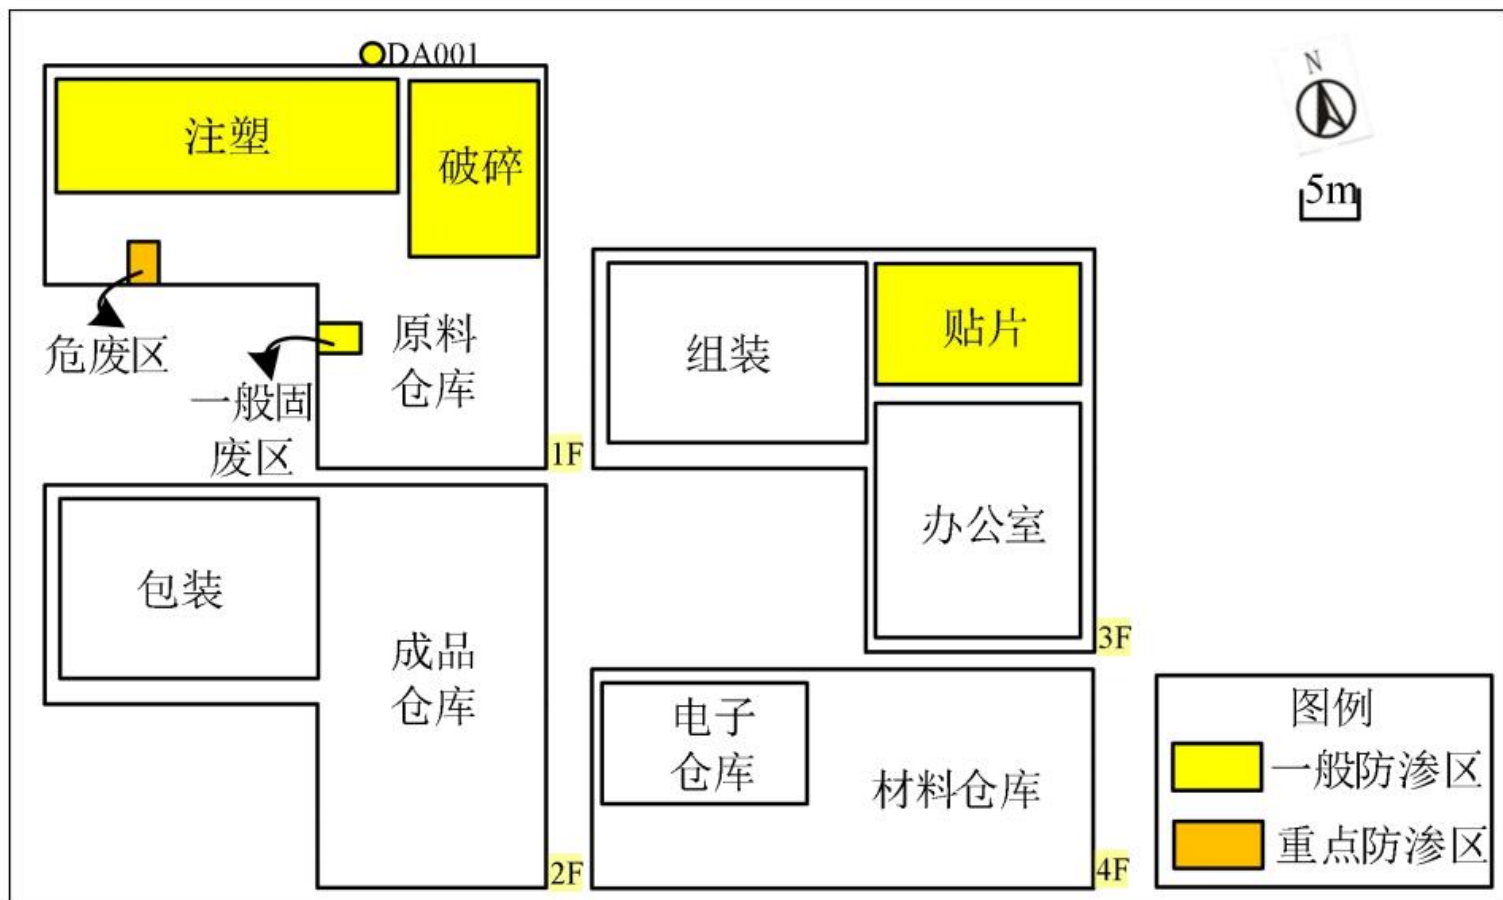 DA001
N
5m
注塑
破碎
危废区
一般固
废区
原料
仓库
1F
组装
贴片
办公室
3F
包装
成品
仓库
2F
电子
仓库
材料仓库
4F
图例
一般防渗区
重点防渗区